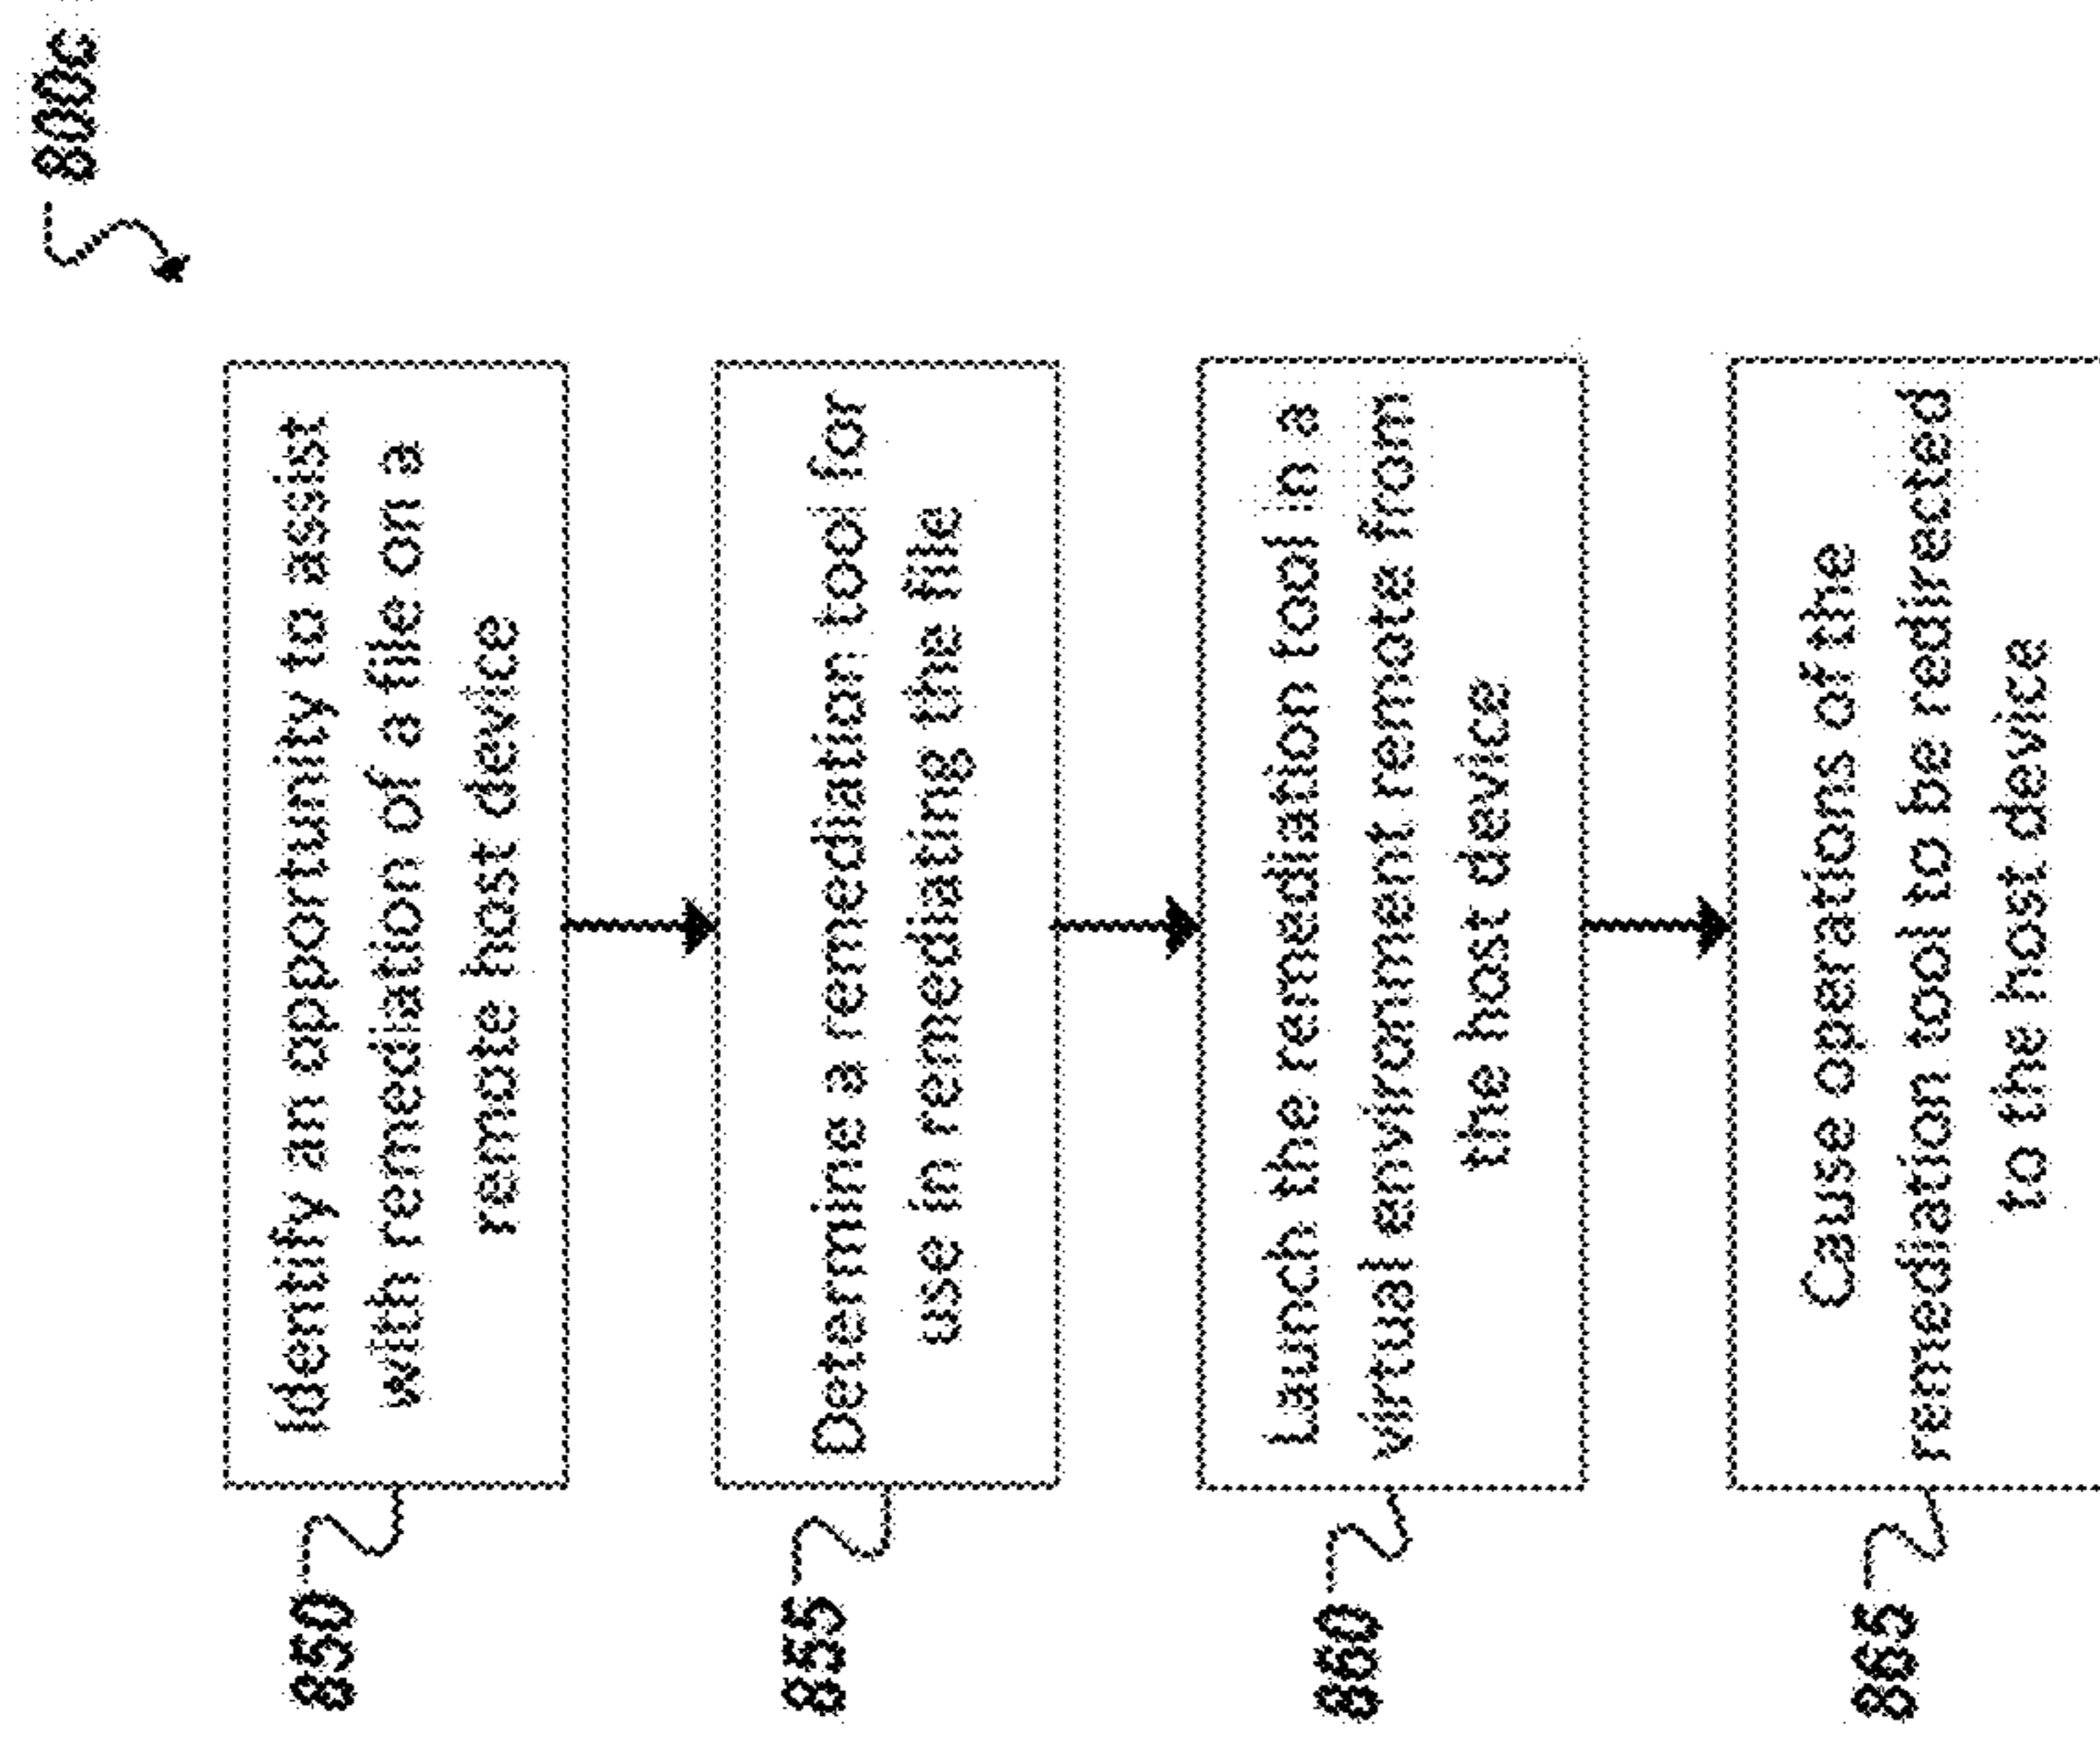 800c
850
Identify an opportunity to assist
with remediation of a file on a
remote host device
855
Determine a remediation tool for
use in remediating the file
860
Launch the remediation tool in a
virtual environment remote from
the host device
865
Cause operations of the
remediation tool to be redirected
to the host device